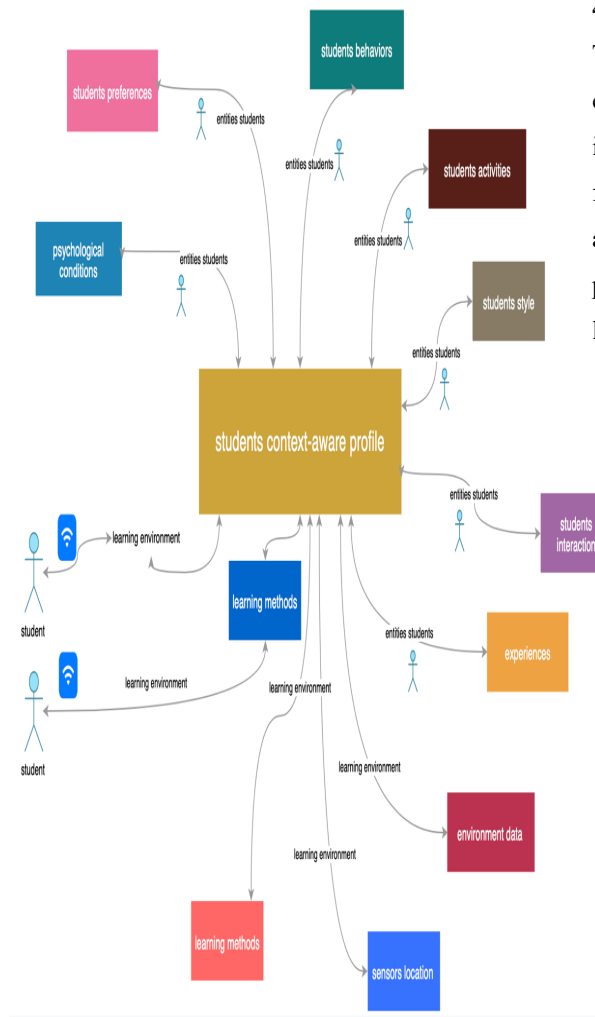 students behaviors
students preferences
entities students
entities students
students activities
entities students
psychological
conditions
entities students
students style
entities students
students context-aware profile
entities students
students
learning environment
student
learning methods
entities students
experiences
learning environment
learning environment
student
learning environment
environment data
learning environment
learning methods
sensors location